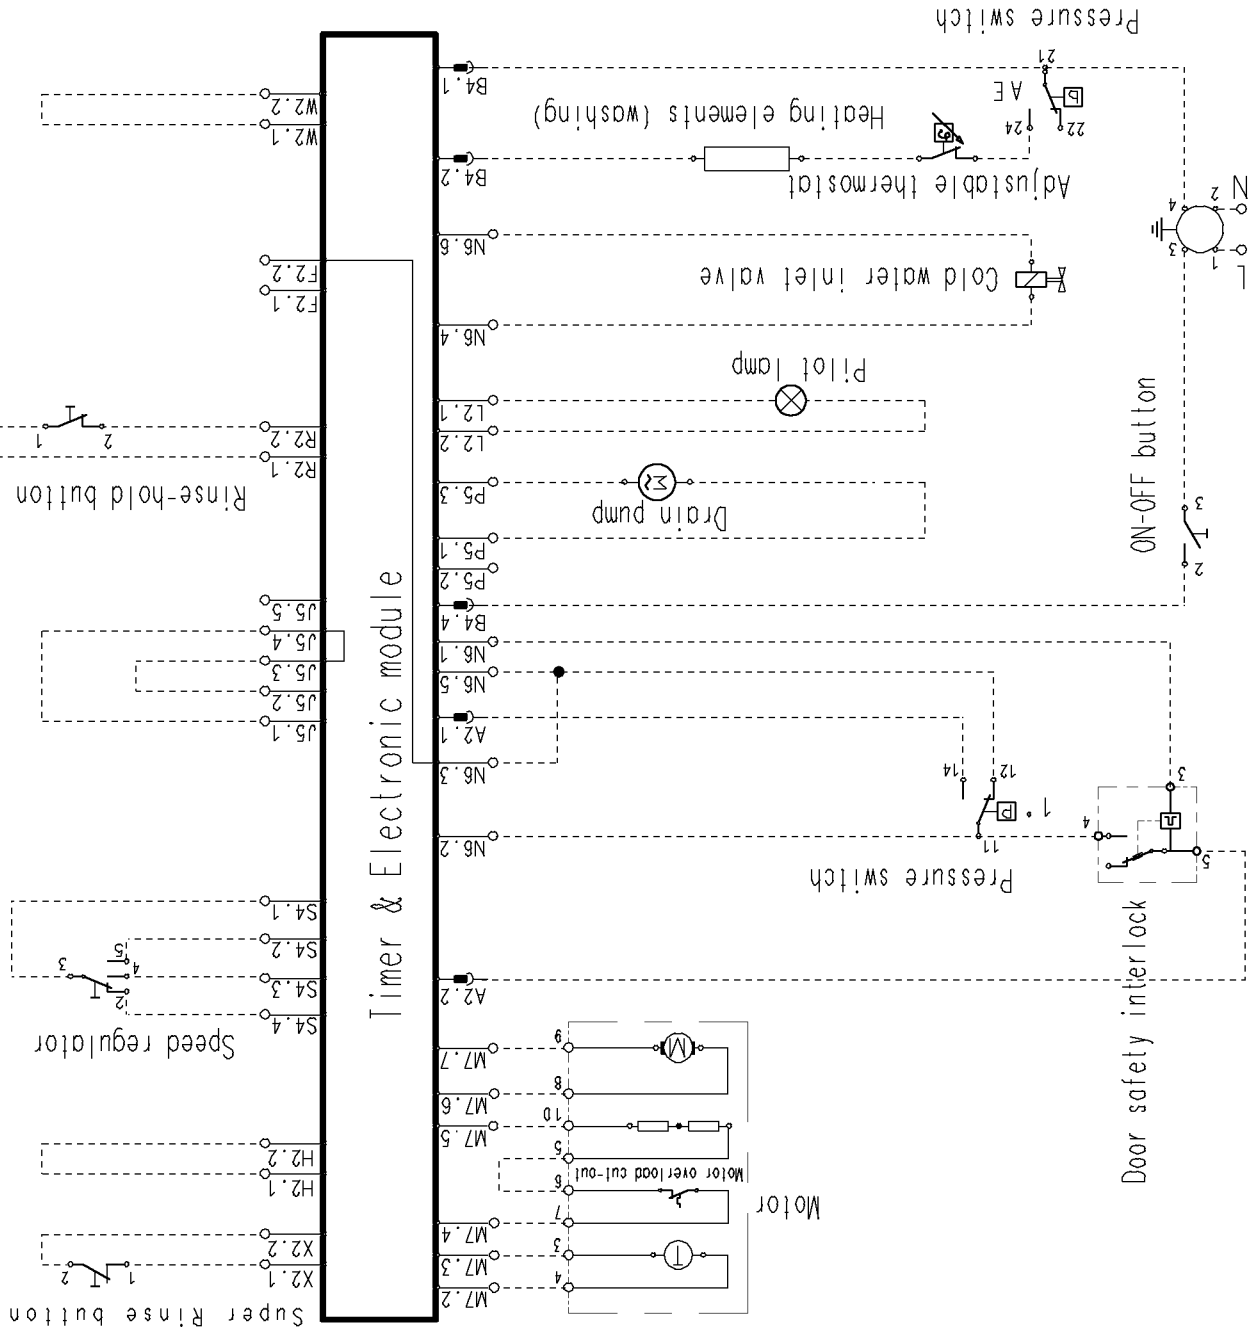 Super Rinse button
1
2
X2.1
X2.2
H2.1
H2.2
Speed regulator
S4.4
2
3
4
S4.3
5
S4.2
S4.1
J5.1
J5.2
J5.3
J5.4
J5.5
Rinse-hold button
R2.1
R2.2
1
2
F2.1
F2.2
W2.1
W2.2
Timer & Electronic module
M7.2
4
M7.3
3
T
M7.4
7
6
Motor overload cut-out
5
M7.5
10
M7.6
8
M7.7
9
M
Motor
A2.2
Door safety interlock
5
4
3
Pressure switch
N6.2
11
P
1
12
14
N6.3
A2.1
N6.5
N6.1
B4.4
P5.2
P5.1
Drain pump
P5.3
M
L2.2
L2.1
Pilot lamp
ON-OFF button
2
3
N6.4
Cold water inlet valve
N6.6
L
1
3
N
2
4
Adjustable thermostat
B4.2
Heating elements (washing)
24
22
AE
P
21
B4.1
Pressure switch